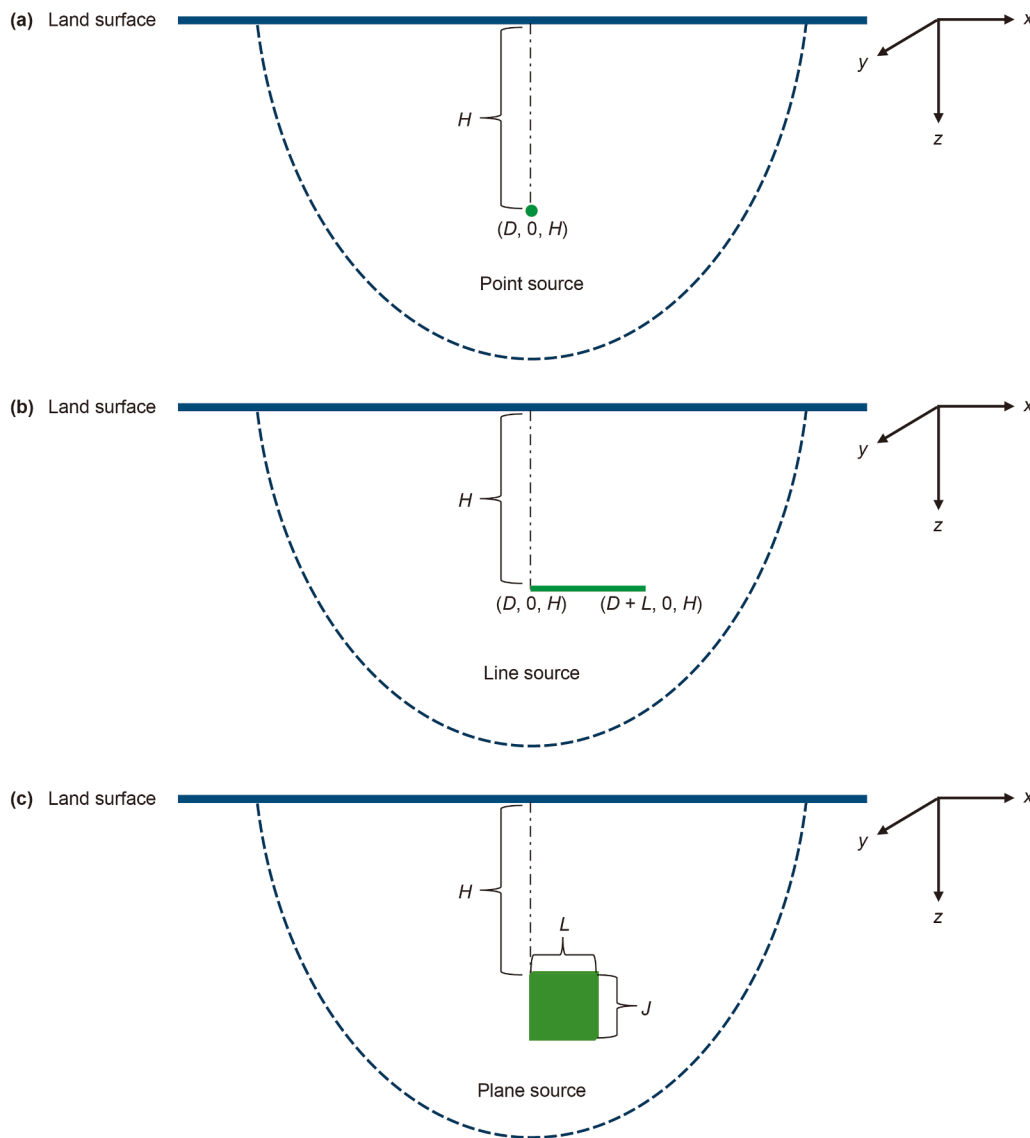 (a) Land surface
x
y
z
H
(D, 0, H)
Point source
(b) Land surface
x
y
z
H
(D, 0, H) (D + L, 0, H)
Line source
(c) Land surface
x
y
z
H
L
J
Plane source